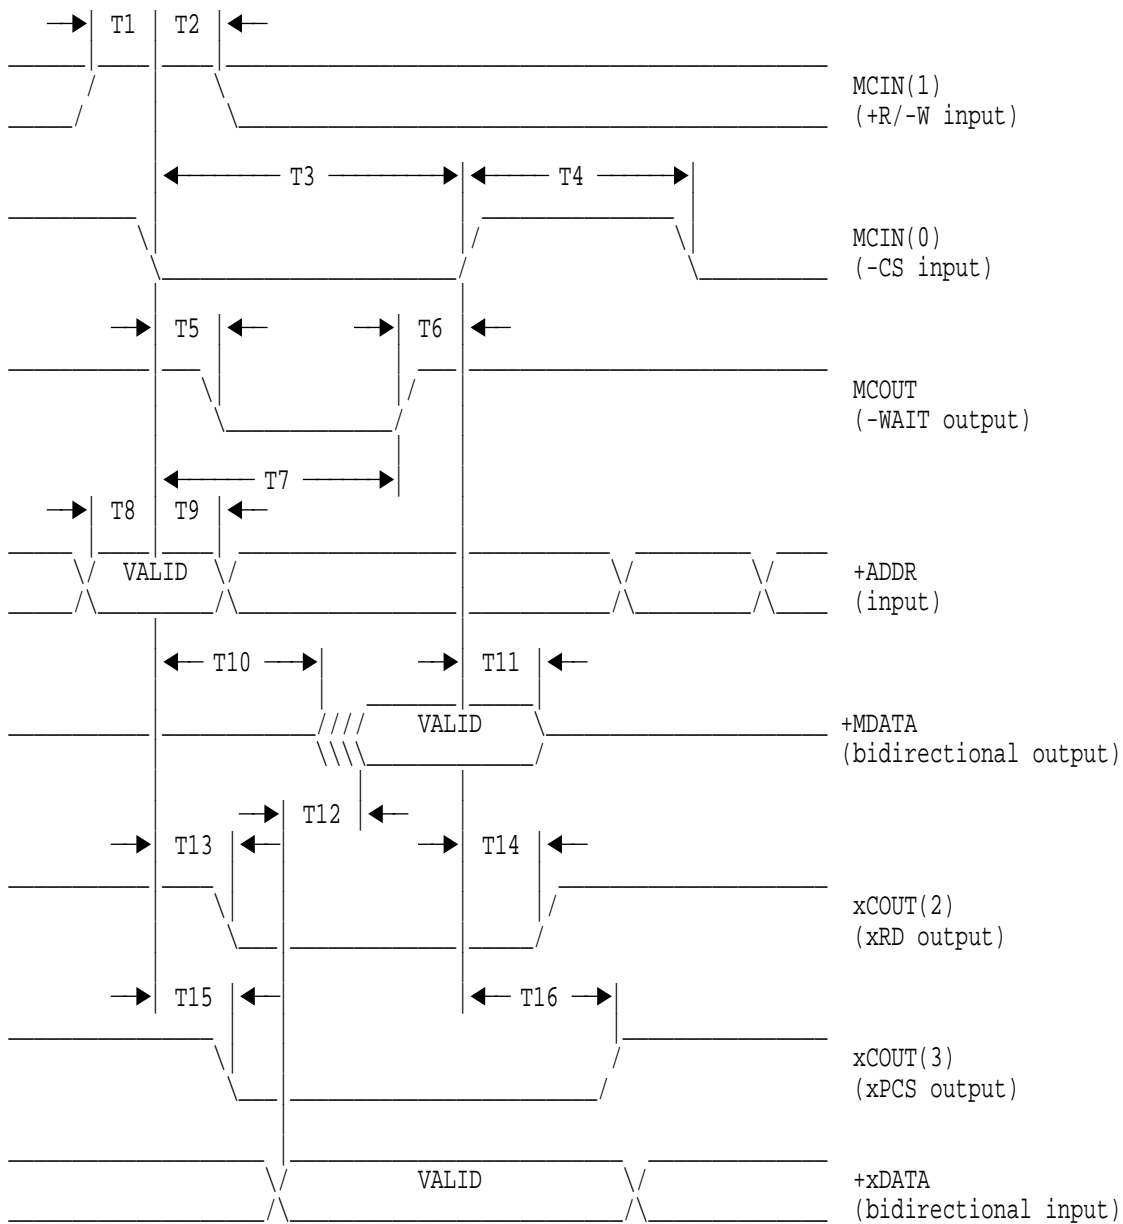 T1 T2
MCIN(1)
(+R/-W input)
T3 T4
MCIN(0)
(-CS input)
T5 T6
MCOUT
(-WAIT output)
T7
T8 T9
VALID
+ADDR
(input)
T10 T11
VALID
+MDATA
(bidirectional output)
T12
T13 T14
xCOUT(2)
(xRD output)
T15 T16
xCOUT(3)
(xPCS output)
VALID
+xDATA
(bidirectional input)